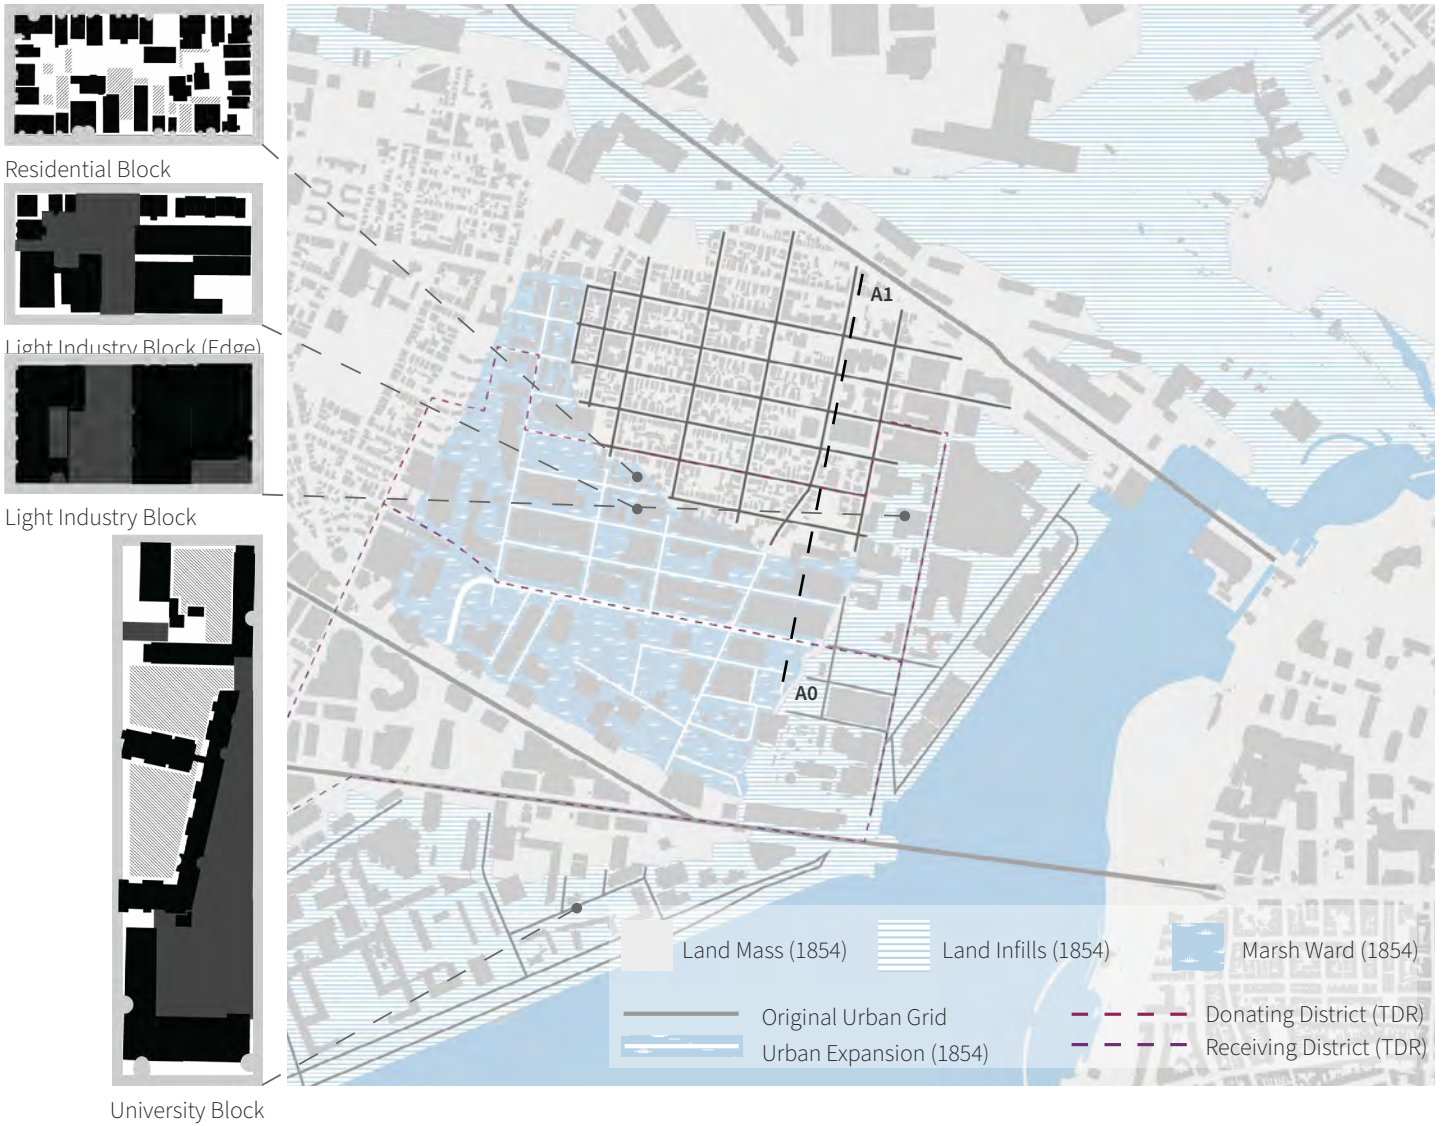 Residential Block
Light Industry Block (Edge)
Light Industry Block
University Block
A1
A0
Land Mass (1854)
Land Infills (1854)
Marsh Ward (1854)
Original Urban Grid
Donating District (TDR)
Urban Expansion (1854)
Receiving District (TDR)